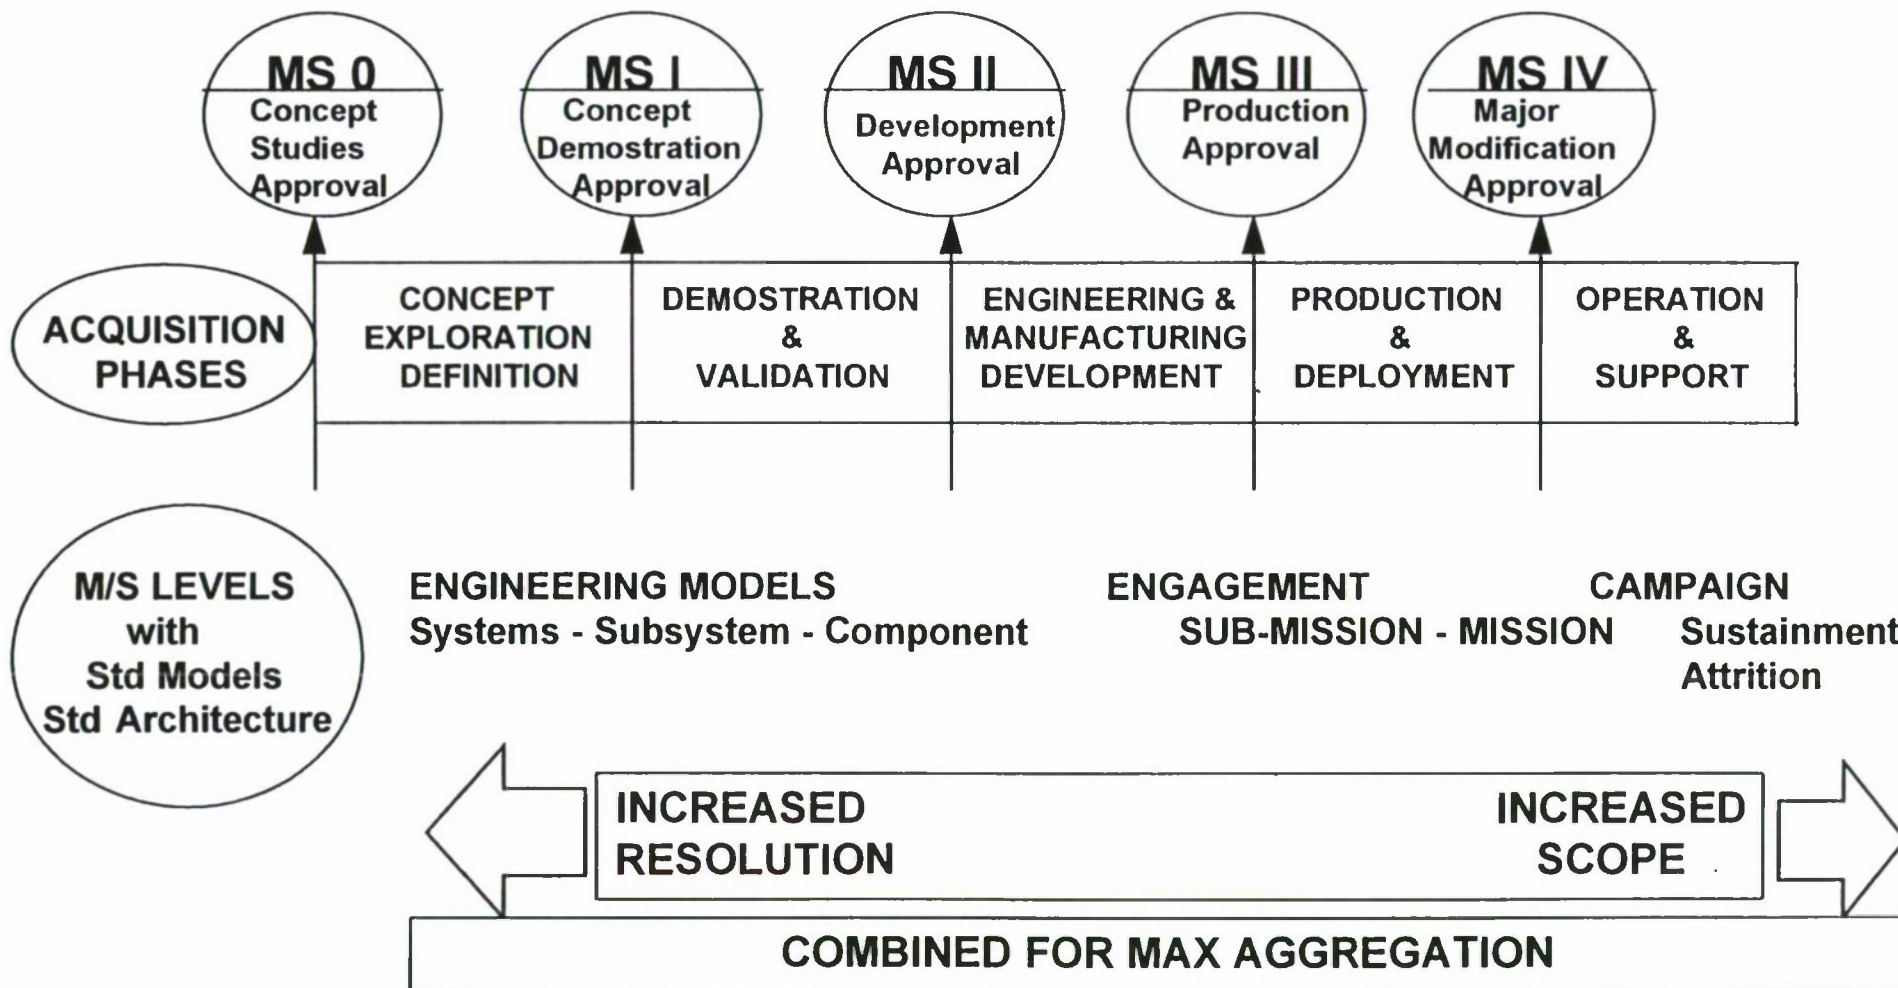 MS 0
Concept
Studies
Approval
MS I
Concept
Demostration
Approval
MS II
Development
Approval
MS III
Production
Approval
MS IV
Major
Modification
Approval
ACQUISITION
PHASES
CONCEPT
EXPLORATION
DEFINITION
DEMOSTRATION
&
VALIDATION
ENGINEERING &
MANUFACTURING
DEVELOPMENT
PRODUCTION
&
DEPLOYMENT
OPERATION
&
SUPPORT
M/S LEVELS
with
Std Models
Std Architecture
ENGINEERING MODELS
Systems - Subsystem - Component
ENGAGEMENT
SUB-MISSION - MISSION
CAMPAIGN
Sustainment
Attrition
INCREASED
RESOLUTION
INCREASED
SCOPE
COMBINED FOR MAX AGGREGATION